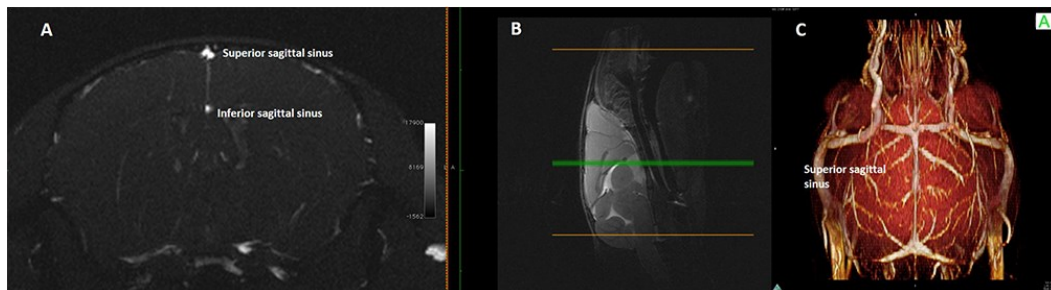 A
Superior sagittal sinus
Inferior sagittal sinus
17900
8169
-1562
A
B
C
A
Superior sagittal
sinus